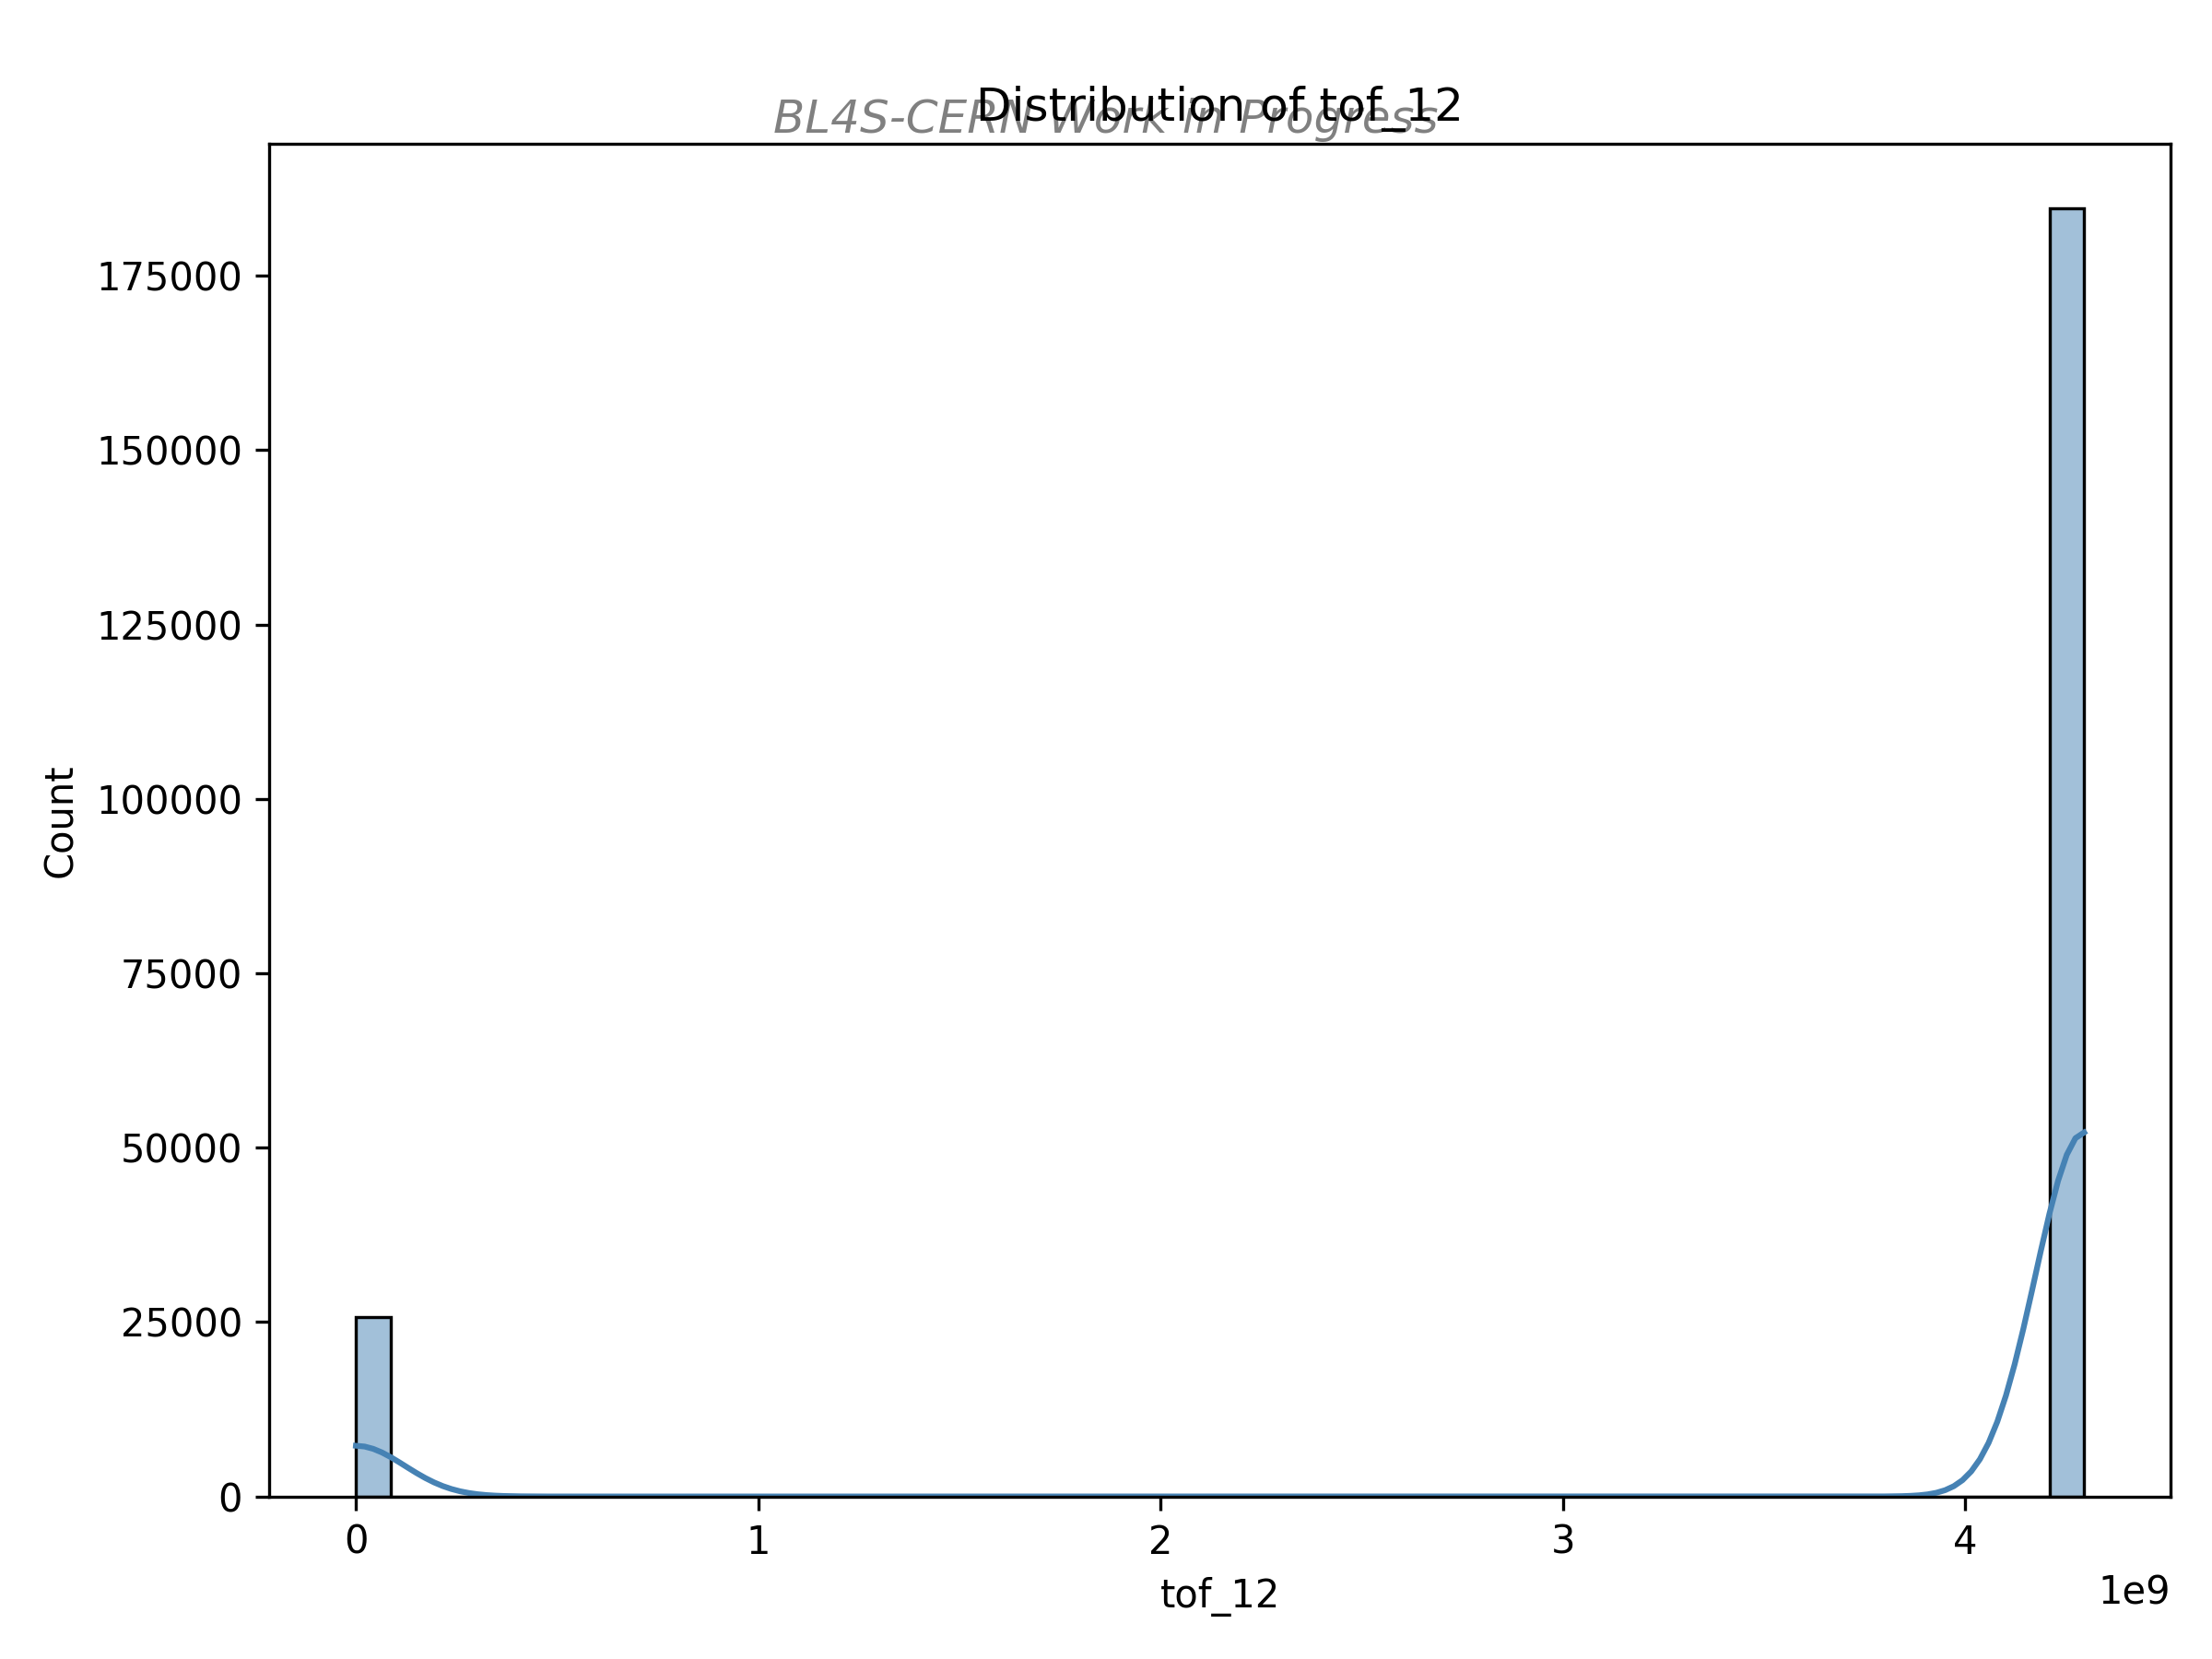 Distribution of tof_12
BL4S-CERN Work in Progress
175000
150000
125000
100000
75000
50000
25000
0
Count
0 1 2 3 4
1e9
tof_12